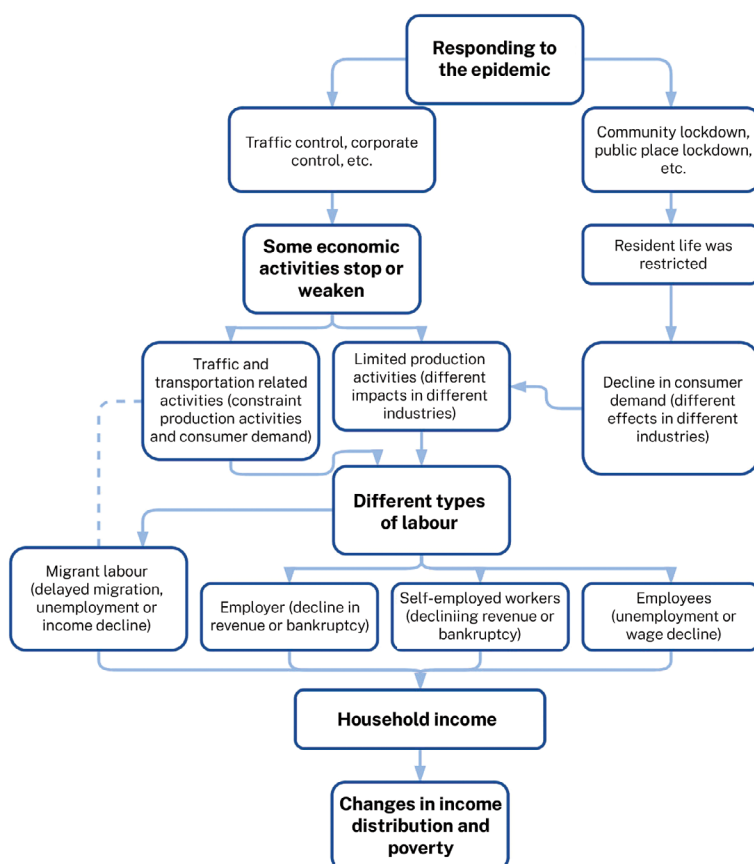 Responding to
the epidemic
Traffic control, corporate
control, etc.
Community lockdown,
public place lockdown,
etc.
Some economic
activities stop or
weaken
Resident life was
restricted
Traffic and
transportation related
activities (constraint
production activities
and consumer demand)
Limited production
activities (different
impacts in different
industries)
Decline in consumer
demand (different
effects in different
industries)
Different types
of labour
Migrant labour
(delayed migration,
unemployment or
income decline)
Employer (decline in
revenue or bankruptcy)
Self-employed workers
(decliniing revenue or
bankruptcy)
Employees
(unemployment or
wage decline)
Household income
Changes in income
distribution and
poverty